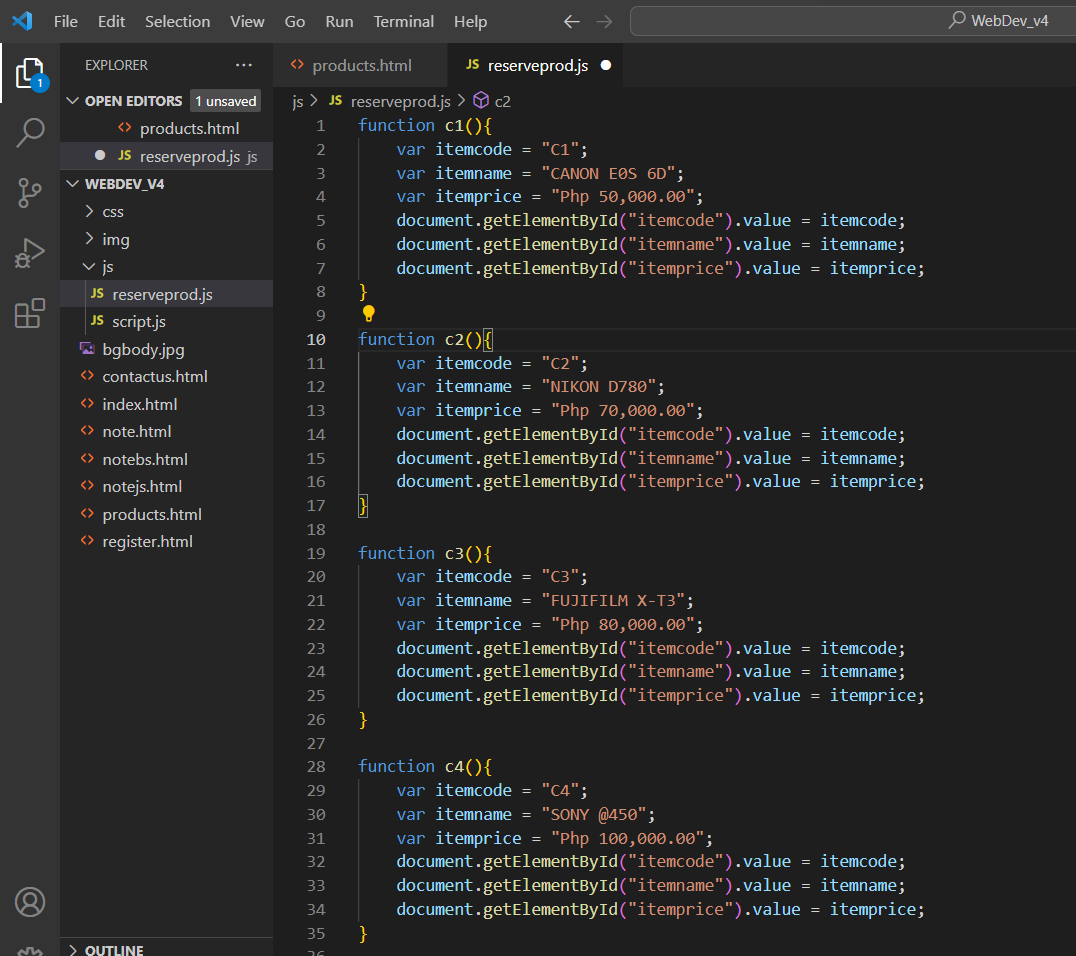 File Edit Selection View Go Run Terminal Help WebDev_v4
EXPLORER ... <> products.html JS reserveprod.js
1
OPEN EDITORS 1 unsaved
<> products.html
JS reserveprod.js js
WEBDEV_V4
css
img
js
JS reserveprod.js
JS script.js
bgbody.jpg
<> contactus.html
<> index.html
<> note.html
<> notebs.html
<> notejs.html
<> products.html
<> register.html
OUTLINE
js > JS reserveprod.js > c2
1 function c1(){
2 var itemcode = "C1";
3 var itemname = "CANON E0S 6D";
4 var itemprice = "Php 50,000.00";
5 document.getElementById("itemcode").value = itemcode;
6 document.getElementById("itemname").value = itemname;
7 document.getElementById("itemprice").value = itemprice;
8 }
9
10 function c2(){
11 var itemcode = "C2";
12 var itemname = "NIKON D780";
13 var itemprice = "Php 70,000.00";
14 document.getElementById("itemcode").value = itemcode;
15 document.getElementById("itemname").value = itemname;
16 document.getElementById("itemprice").value = itemprice;
17 }
18
19 function c3(){
20 var itemcode = "C3";
21 var itemname = "FUJIFILM X-T3";
22 var itemprice = "Php 80,000.00";
23 document.getElementById("itemcode").value = itemcode;
24 document.getElementById("itemname").value = itemname;
25 document.getElementById("itemprice").value = itemprice;
26 }
27
28 function c4(){
29 var itemcode = "C4";
30 var itemname = "SONY @450";
31 var itemprice = "Php 100,000.00";
32 document.getElementById("itemcode").value = itemcode;
33 document.getElementById("itemname").value = itemname;
34 document.getElementById("itemprice").value = itemprice;
35 }
36